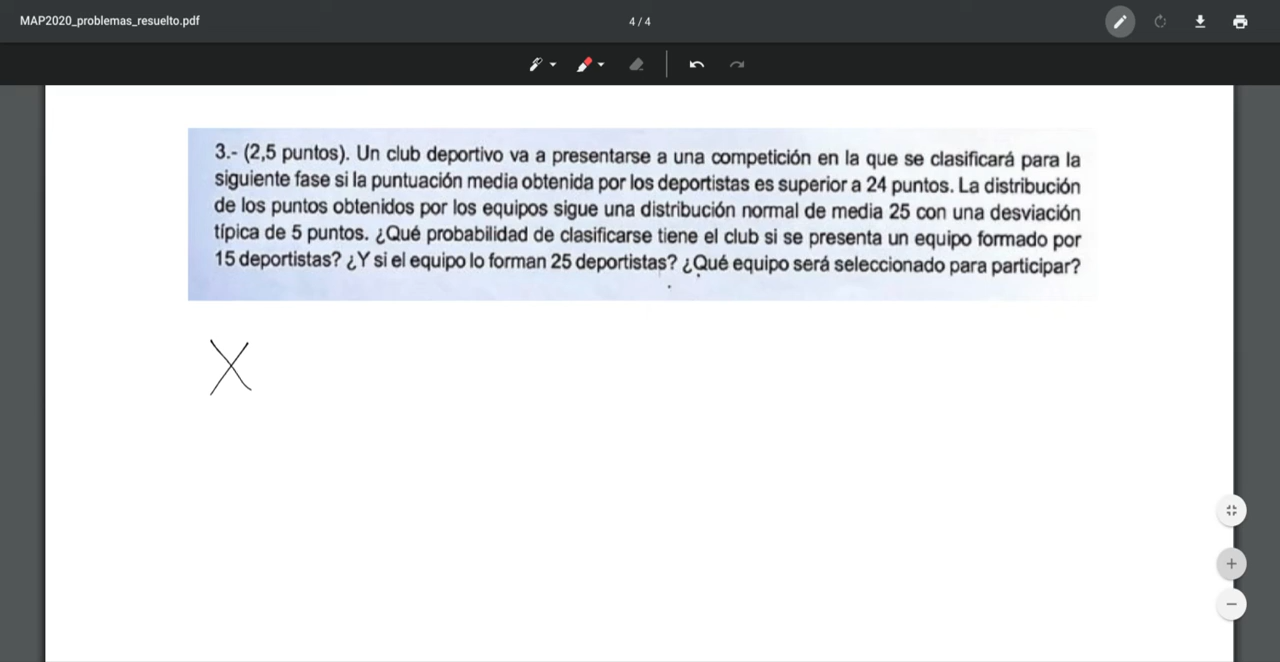 MAP2020_problemas_resuelto.pdf
4 / 4
3.- (2,5 puntos). Un club deportivo va a presentarse a una competición en la que se clasificará para la
siguiente fase si la puntuación media obtenida por los deportistas es superior a 24 puntos. La distribución
de los puntos obtenidos por los equipos sigue una distribución normal de media 25 con una desviación
típica de 5 puntos. ¿Qué probabilidad de clasificarse tiene el club si se presenta un equipo formado por
15 deportistas? ¿Y si el equipo lo forman 25 deportistas? ¿Qué equipo será seleccionado para participar?
X